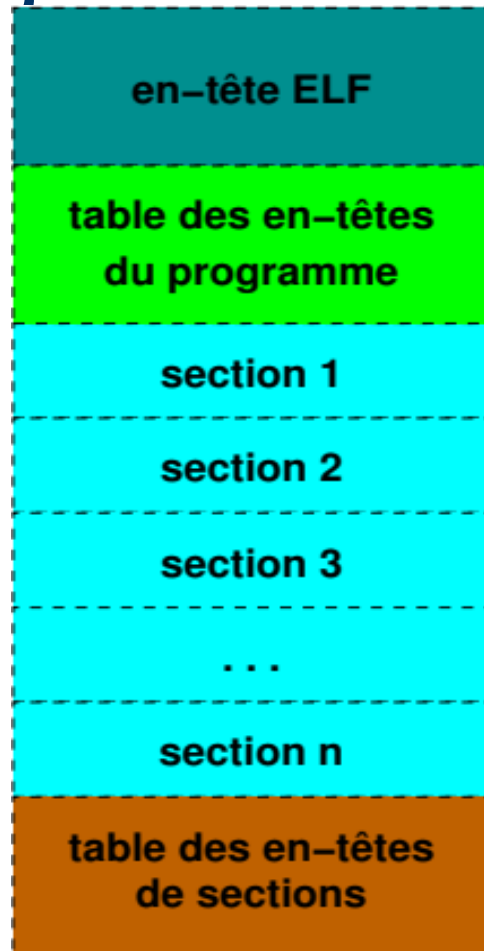 en–tête ELF
table des en–têtes
du programme
section 1
section 2
section 3
. . .
section n
table des en–têtes
de sections